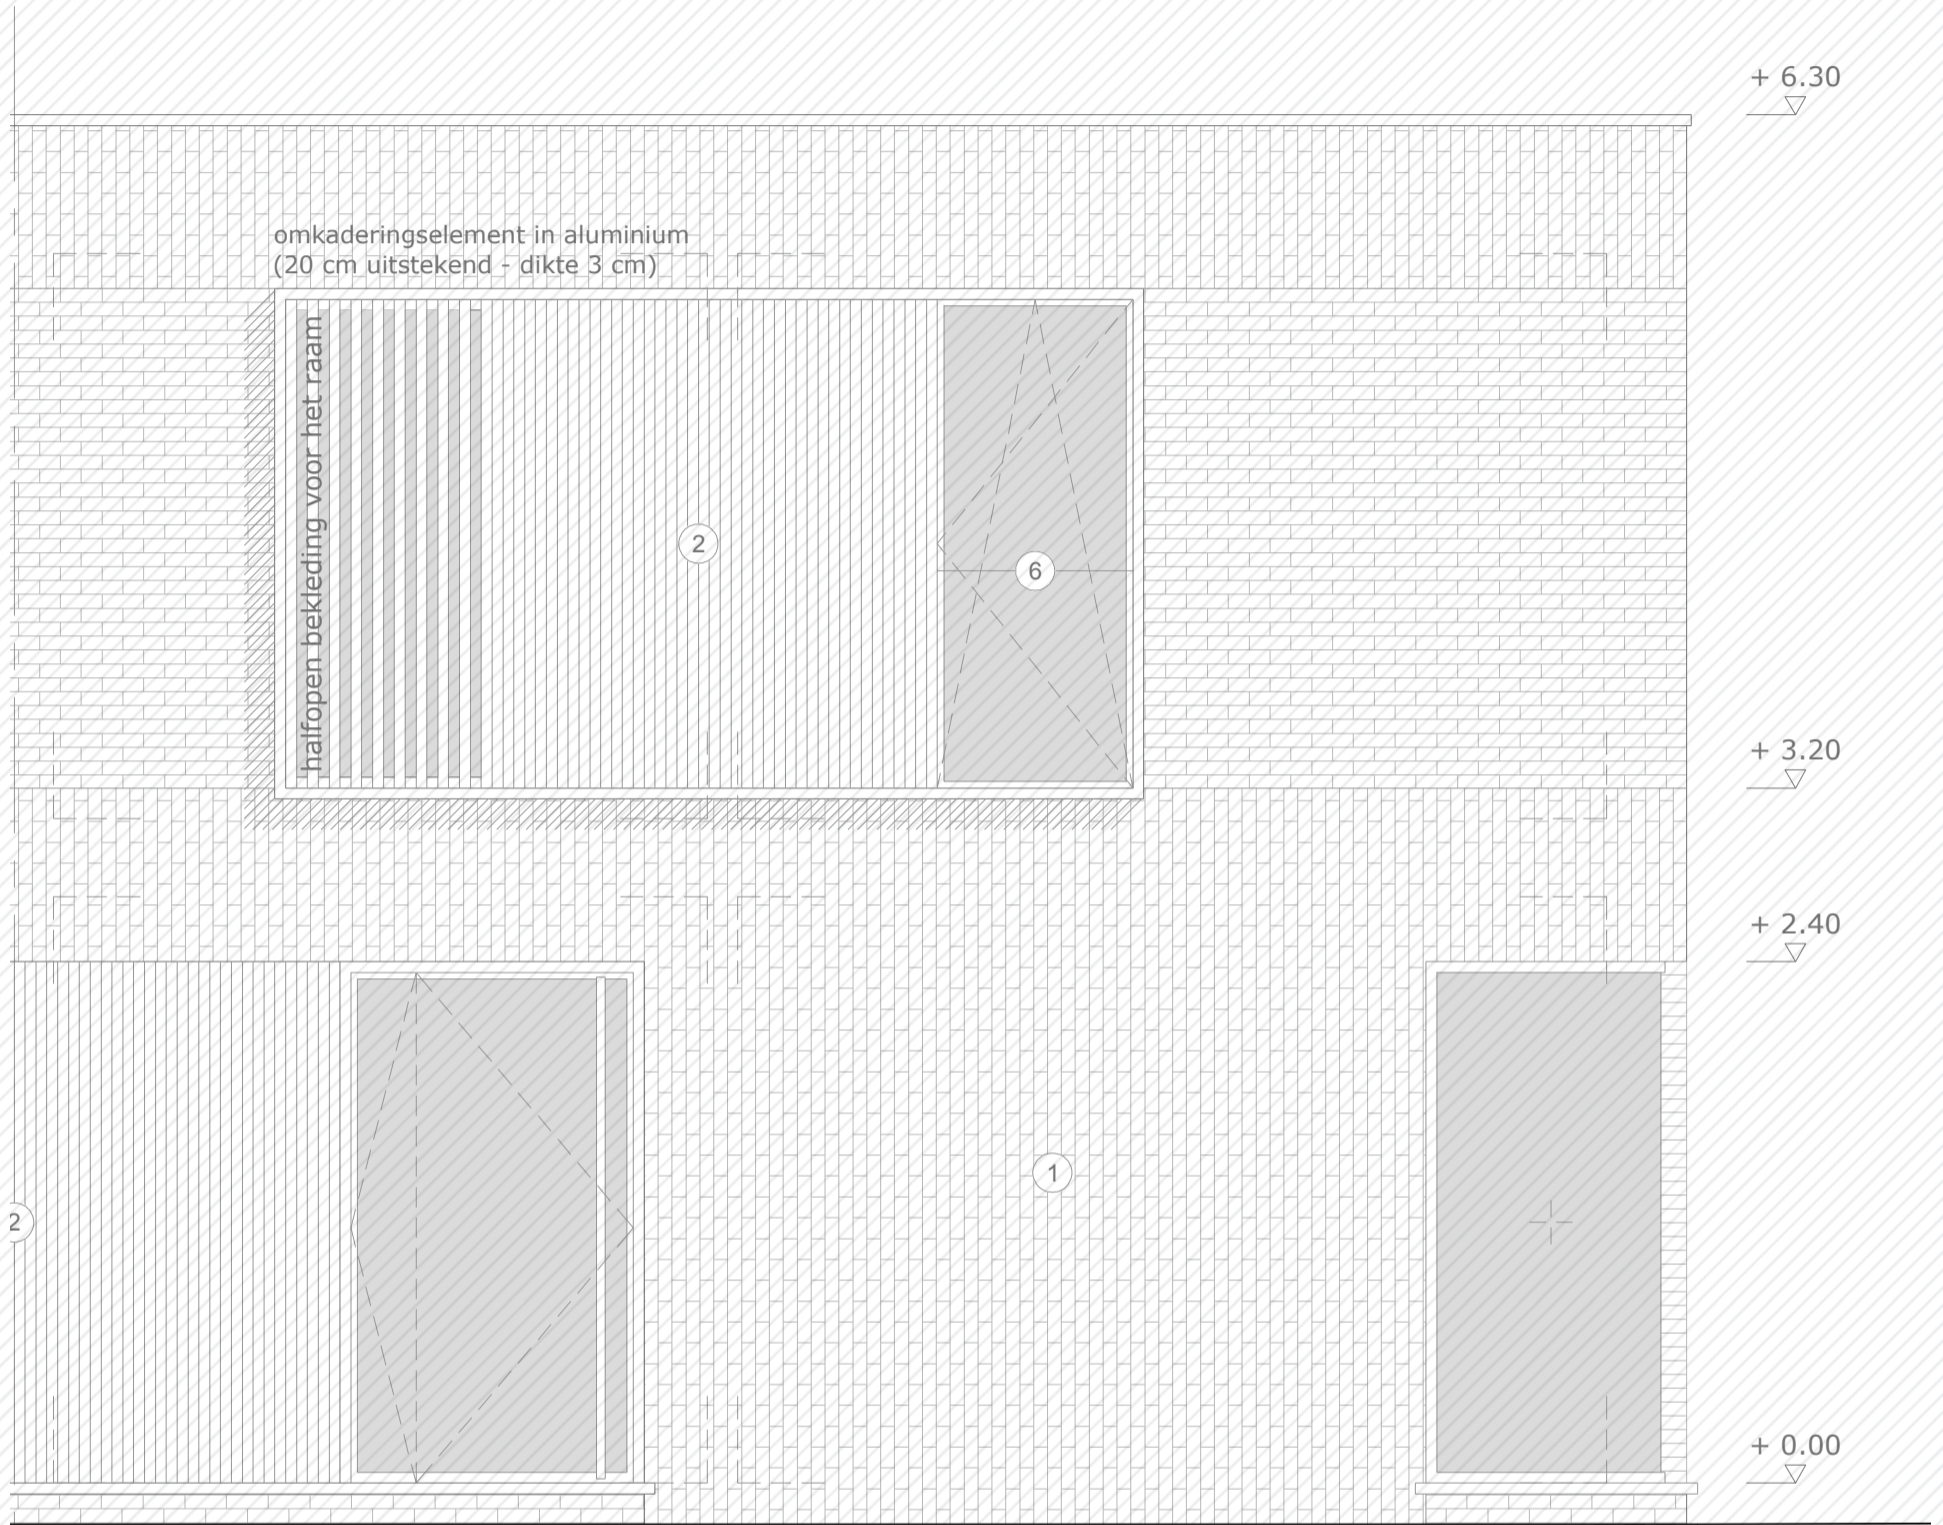 + 6.30
omkaderingselement in aluminium
(20 cm uitstekend - dikte 3 cm)
halfopen bekleding voor het raam
2
6
+ 3.20
+ 2.40
1
2
+ 0.00